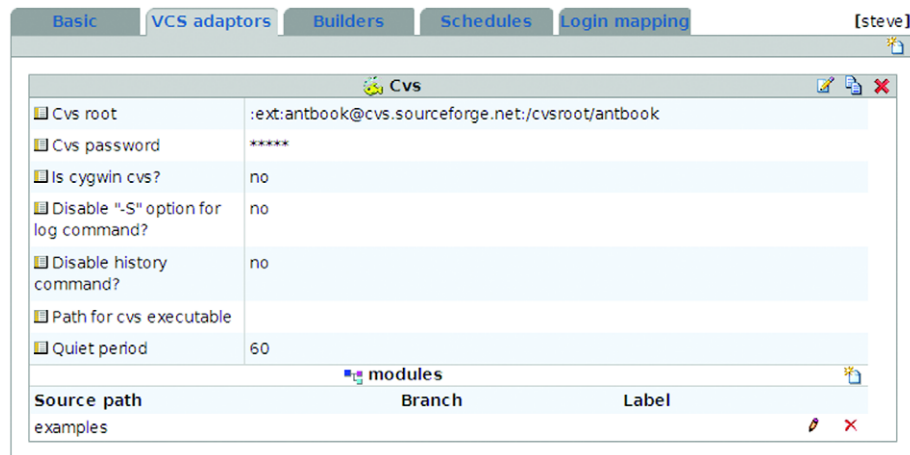 Basic VCS adaptors Builders Schedules Login mapping [steve]
Cvs
Cvs root :ext:antbook@cvs.sourceforge.net:/cvsroot/antbook
Cvs password *****
Is cygwin cvs? no
Disable "-S" option for no
log command?
Disable history no
command?
Path for cvs executable
Quiet period 60
modules
Source path Branch Label
examples